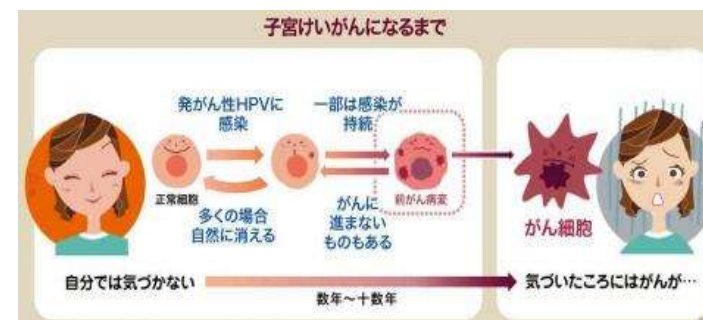 子宮けいがんになるまで
発がん性HPVに
感染
一部は感染が
持続
正常細胞
前がん病変
多くの場合
自然に消える
がんに
進まない
ものもある
がん細胞
自分では気づかない
数年〜十数年
気づいたころにはがんが…